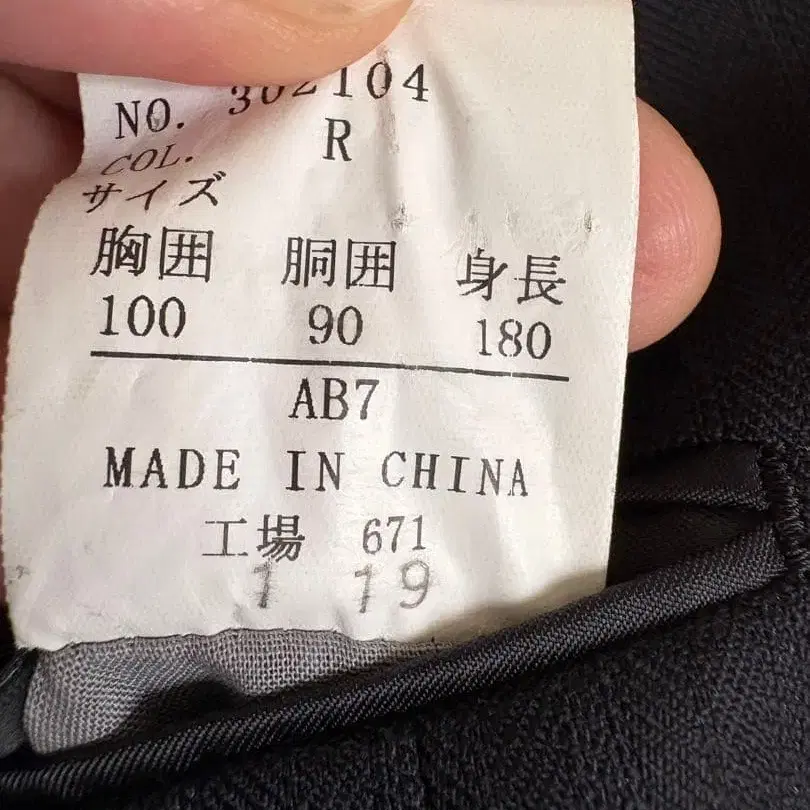 NO. 302104
COL. R
サイズ
胸囲 胴囲 身長
100 90 180
AB7
MADE IN CHINA
工場 671
1 19